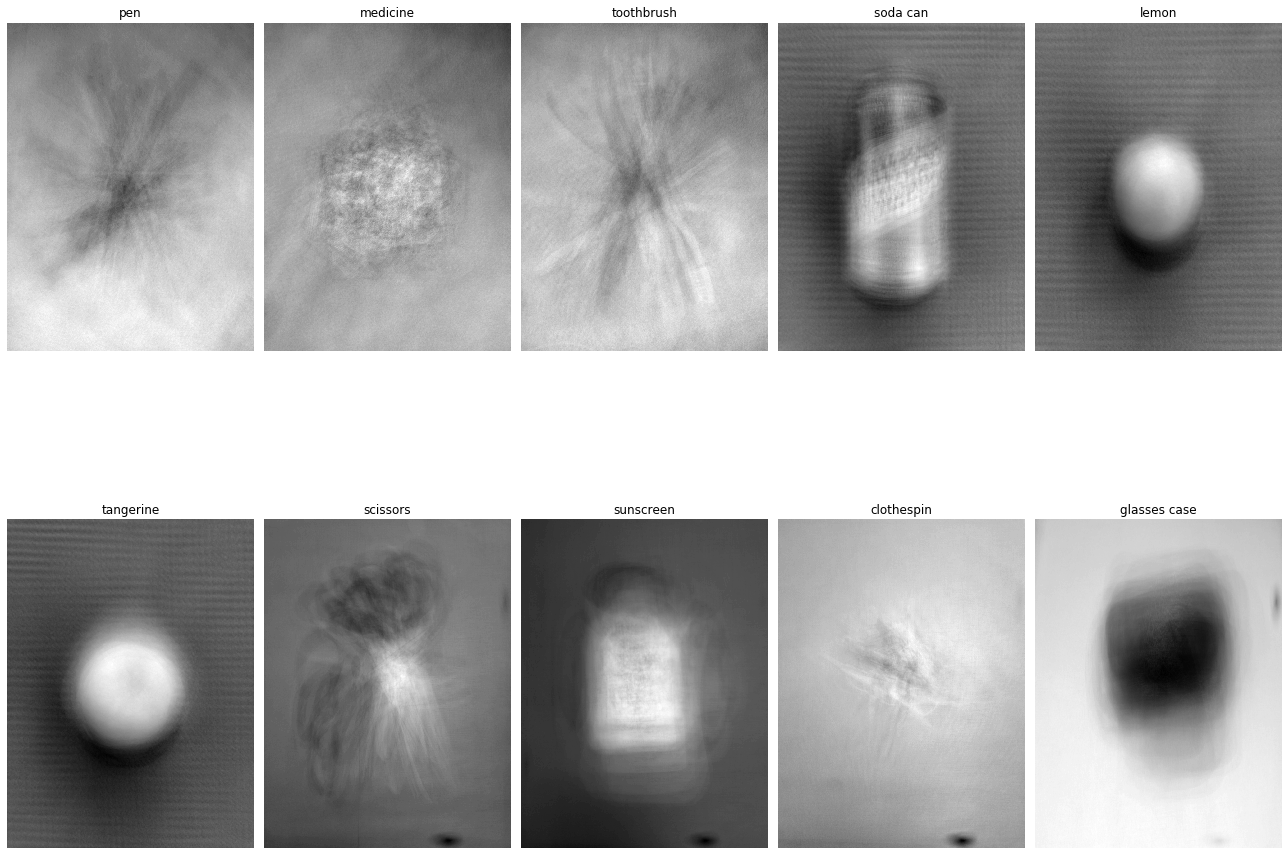 pen
medicine
toothbrush
soda can
lemon
tangerine
scissors
sunscreen
clothespin
glasses case